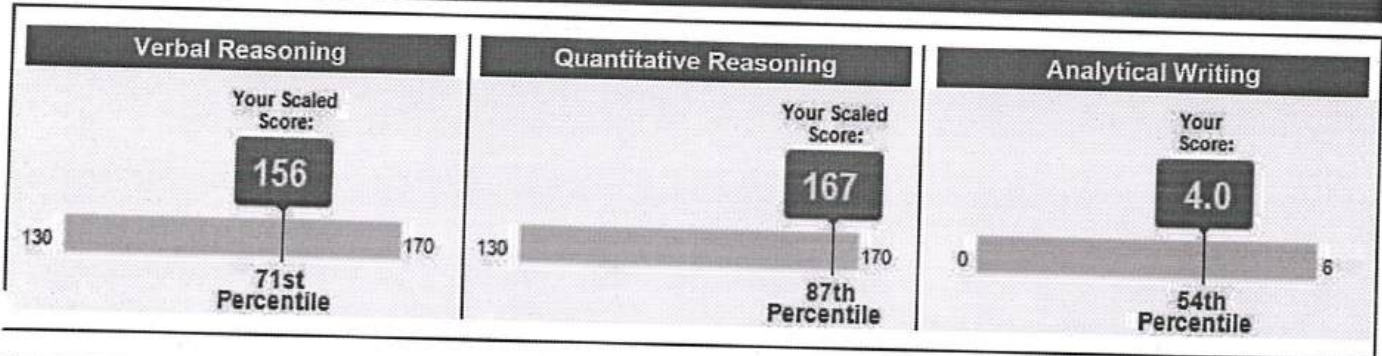 Verbal Reasoning
Your Scaled
Score:
156
130
170
71st
Percentile
Quantitative Reasoning
Your Scaled
Score:
167
130
170
87th
Percentile
Analytical Writing
Your
Score:
4.0
0
6
54th
Percentile